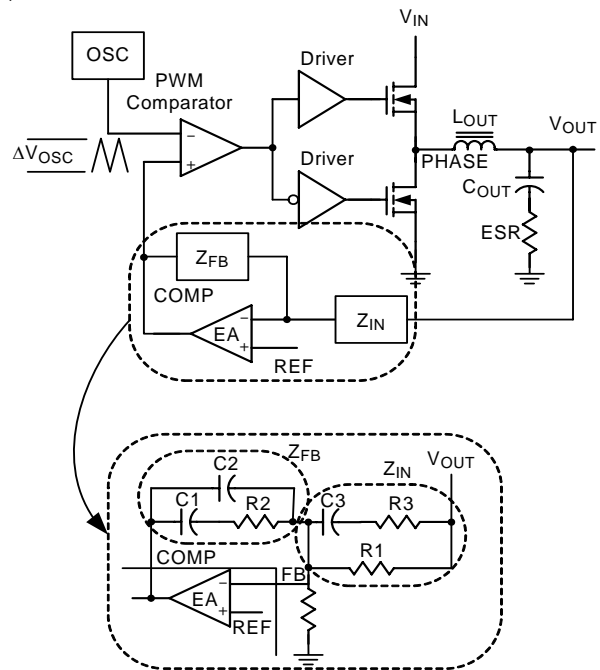 V_IN
OSC
Driver
PWM
Comparator
L_OUT
V_OUT
ΔV_OSC
−
+
Driver
PHASE
C_OUT
ESR
Z_FB
COMP
EA
−
+
Z_IN
REF
Z_FB
C2
Z_IN
V_OUT
C1
R2
C3
R3
R1
COMP
FB
EA
−
+
REF